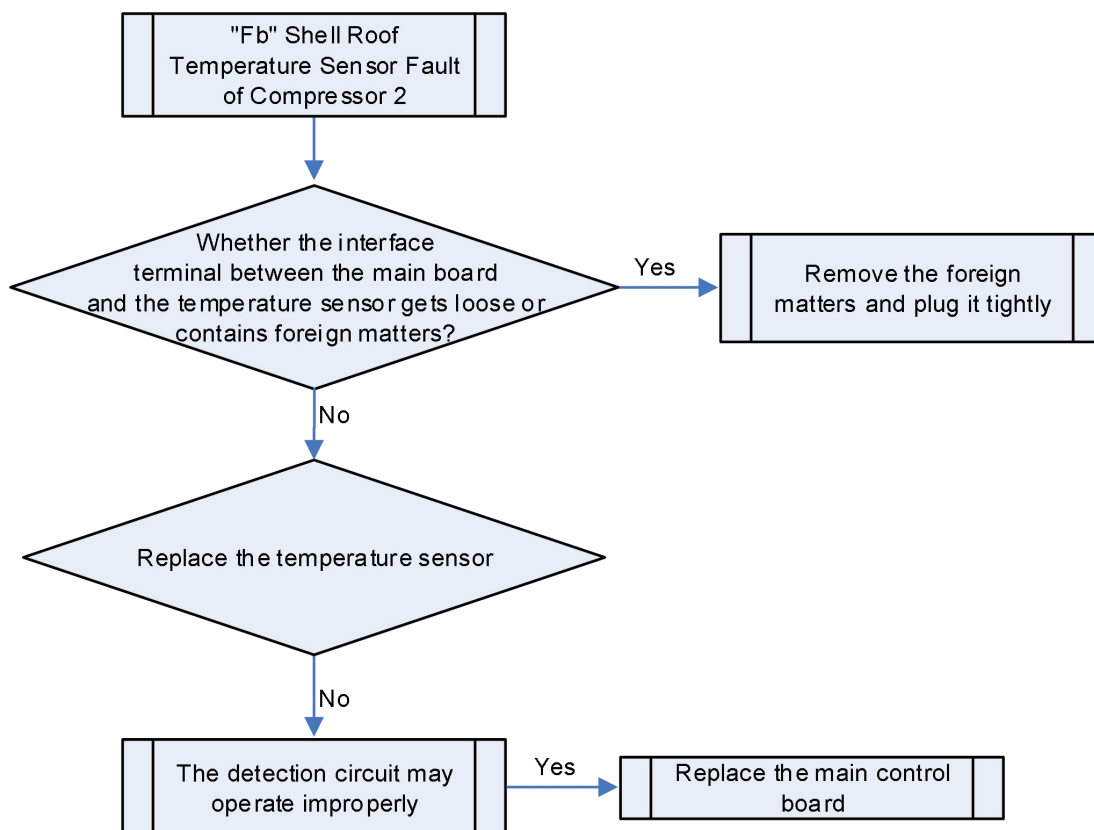 "Fb" Shell Roof
Temperature Sensor Fault
of Compressor 2
Whether the interface
terminal between the main board
and the temperature sensor gets loose or
contains foreign matters?
Yes
Remove the foreign
matters and plug it tightly
No
Replace the temperature sensor
No
The detection circuit may
operate improperly
Yes
Replace the main control
board